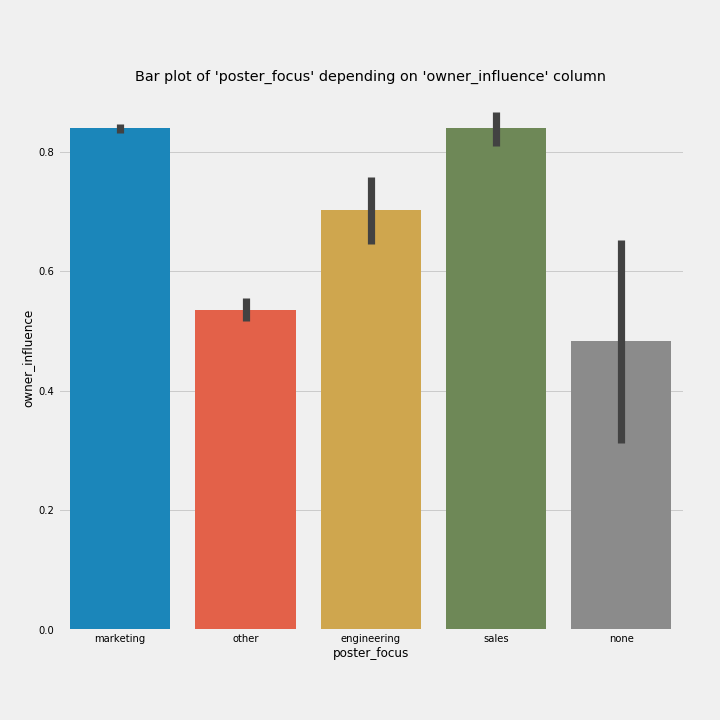 Bar plot of 'poster_focus' depending on 'owner_influence' column
owner_influence
0.8
0.6
0.4
0.2
0.0
marketing other engineering sales none
poster_focus